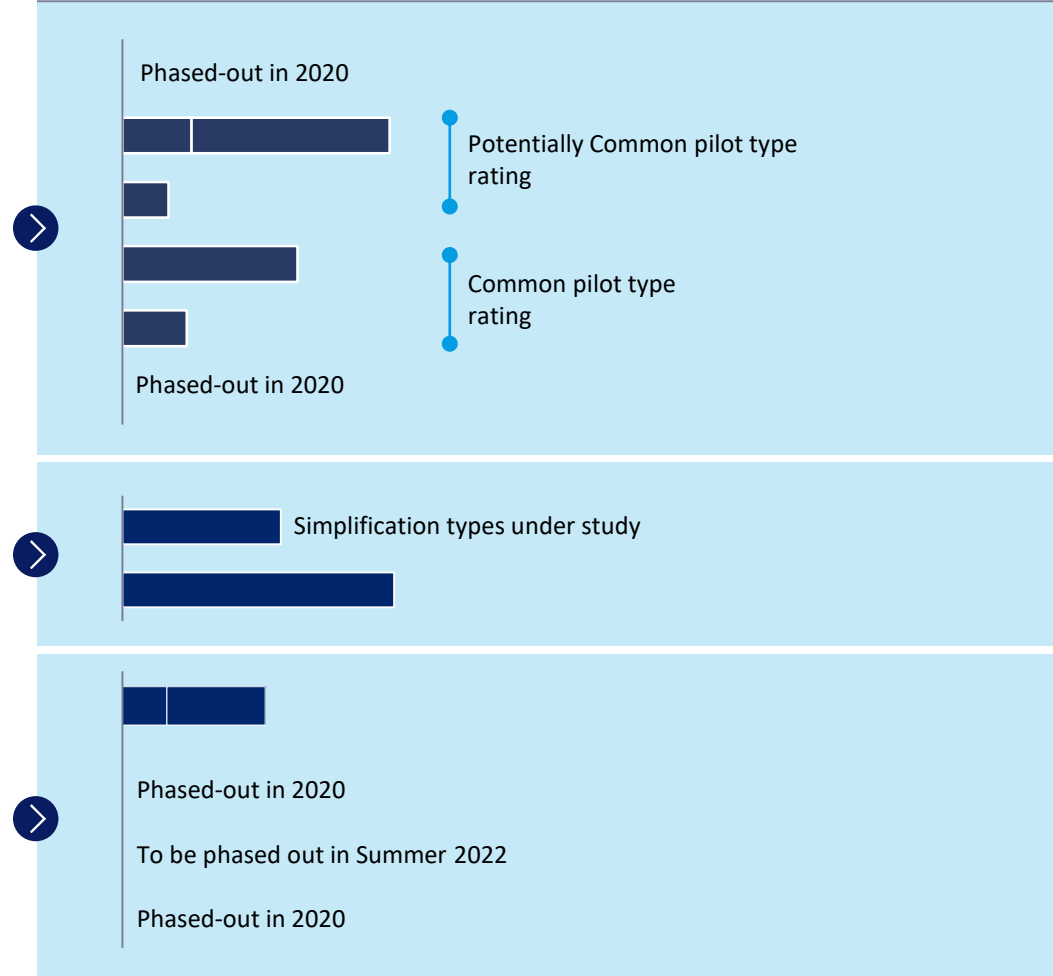 Phased-out in 2020
Potentially Common pilot type
rating
Common pilot type
rating
Phased-out in 2020
Simplification types under study
Phased-out in 2020
To be phased out in Summer 2022
Phased-out in 2020